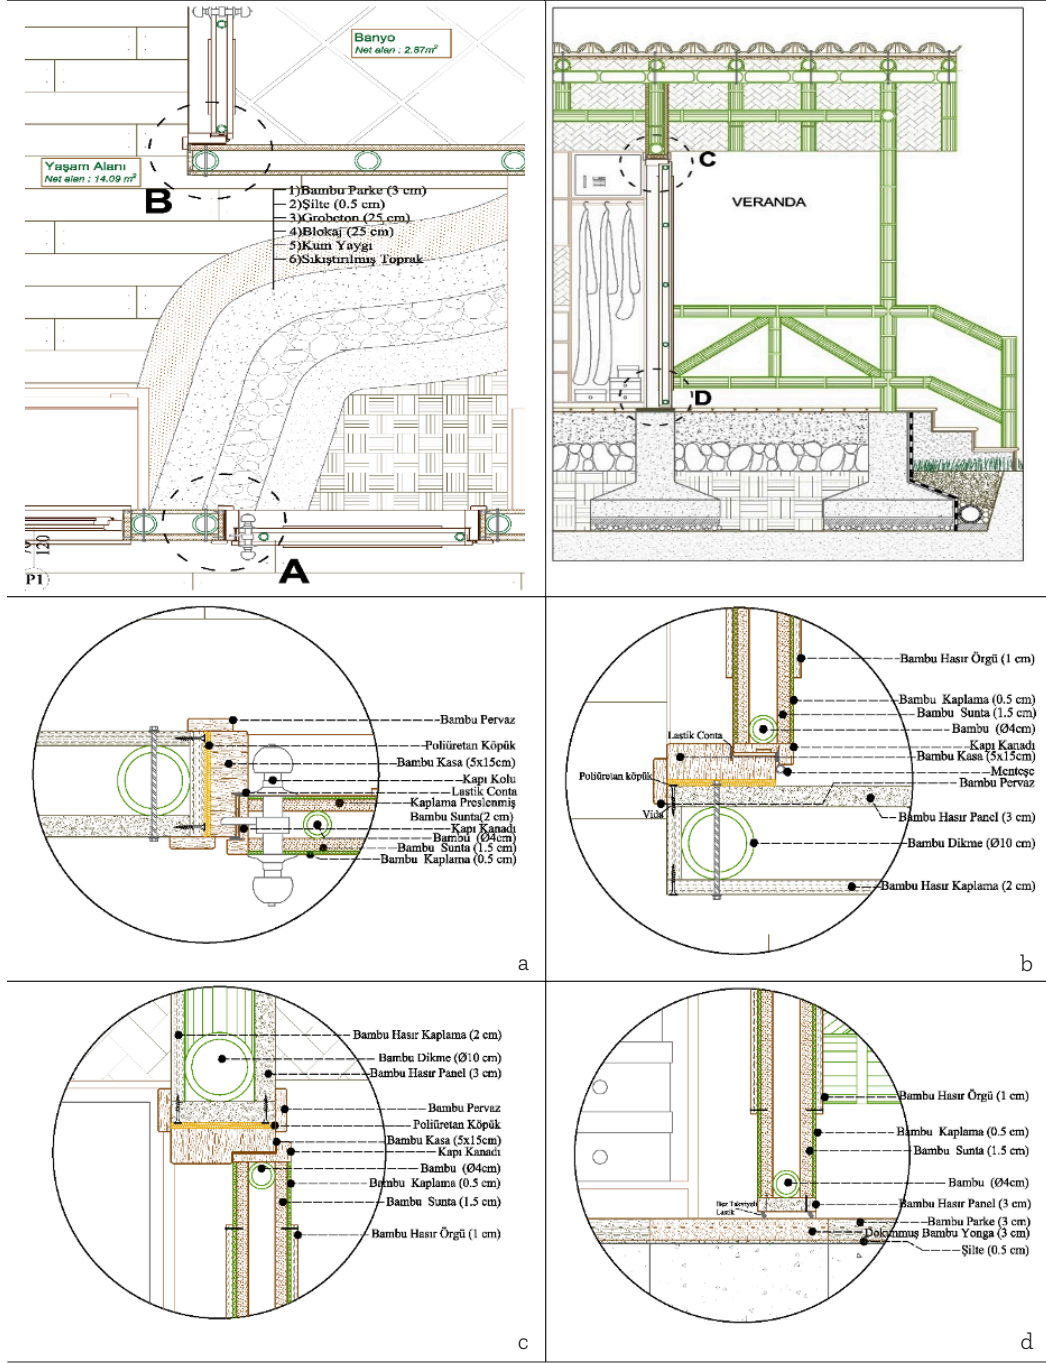 Banyo
Net alan : 2.87m²
Yaşam Alanı
Net alan : 14.09 m²
B
1)Bambu Parke (3 cm)
2)Şilte (0.5 cm)
3)Grobeton (25 cm)
4)Blokaj (25 cm)
5)Kum Yaygı
6)Sıkıştırılmış Toprak
120
P1
A
C
VERANDA
D
Bambu Pervaz
Poliüretan Köpük
Bambu Kasa (5x15cm)
Kapı Kolu
Lastik Conta
Kaplama Preslenmiş
Bambu Sunta(2 cm)
Kapı Kanadı
Bambu (Ø4cm)
Bambu Sunta (1.5 cm)
Bambu Kaplama (0.5 cm)
a
Bambu Hasır Örgü (1 cm)
Bambu Kaplama (0.5 cm)
Bambu Sunta (1.5 cm)
Bambu (Ø4cm)
Lastik Conta
Kapı Kanadı
Bambu Kasa (5x15cm)
Menteşe
Poliüretan köpük
Bambu Pervaz
Vida
Bambu Hasır Panel (3 cm)
Bambu Dikme (Ø10 cm)
Bambu Hasır Kaplama (2 cm)
b
Bambu Hasır Kaplama (2 cm)
Bambu Dikme (Ø10 cm)
Bambu Hasır Panel (3 cm)
Bambu Pervaz
Poliüretan Köpük
Bambu Kasa (5x15cm)
Kapı Kanadı
Bambu (Ø4cm)
Bambu Kaplama (0.5 cm)
Bambu Sunta (1.5 cm)
Bambu Hasır Örgü (1 cm)
c
Bambu Hasır Örgü (1 cm)
Bambu Kaplama (0.5 cm)
Bambu Sunta (1.5 cm)
Bambu (Ø4cm)
Bambu Hasır Panel (3 cm)
Bez Takviyeli
Lastik
Bambu Parke (3 cm)
Dokunmuş Bambu Yonga (3 cm)
Şilte (0.5 cm)
d